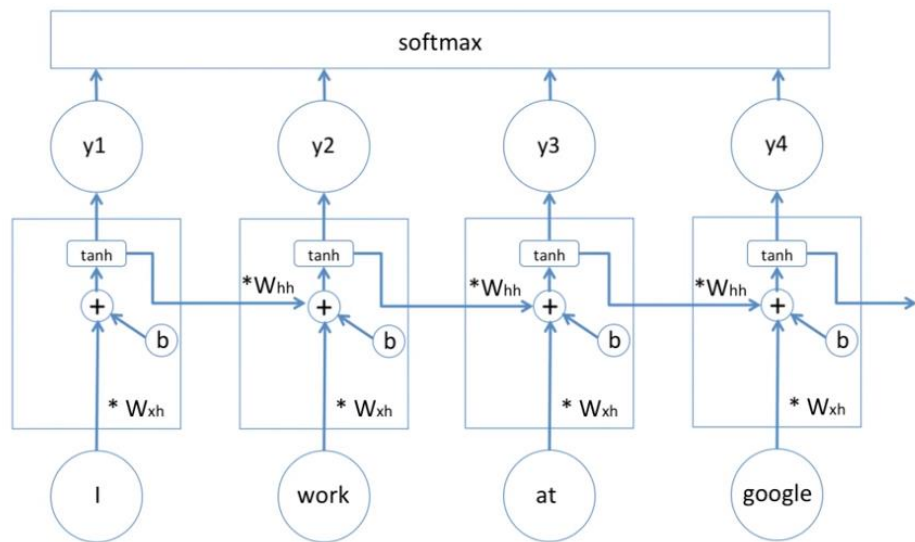 softmax
y1 y2 y3 y4
tanh tanh tanh tanh
*Whh *Whh *Whh
+ + + +
b b b b
* Wxh * Wxh * Wxh * Wxh
I work at google